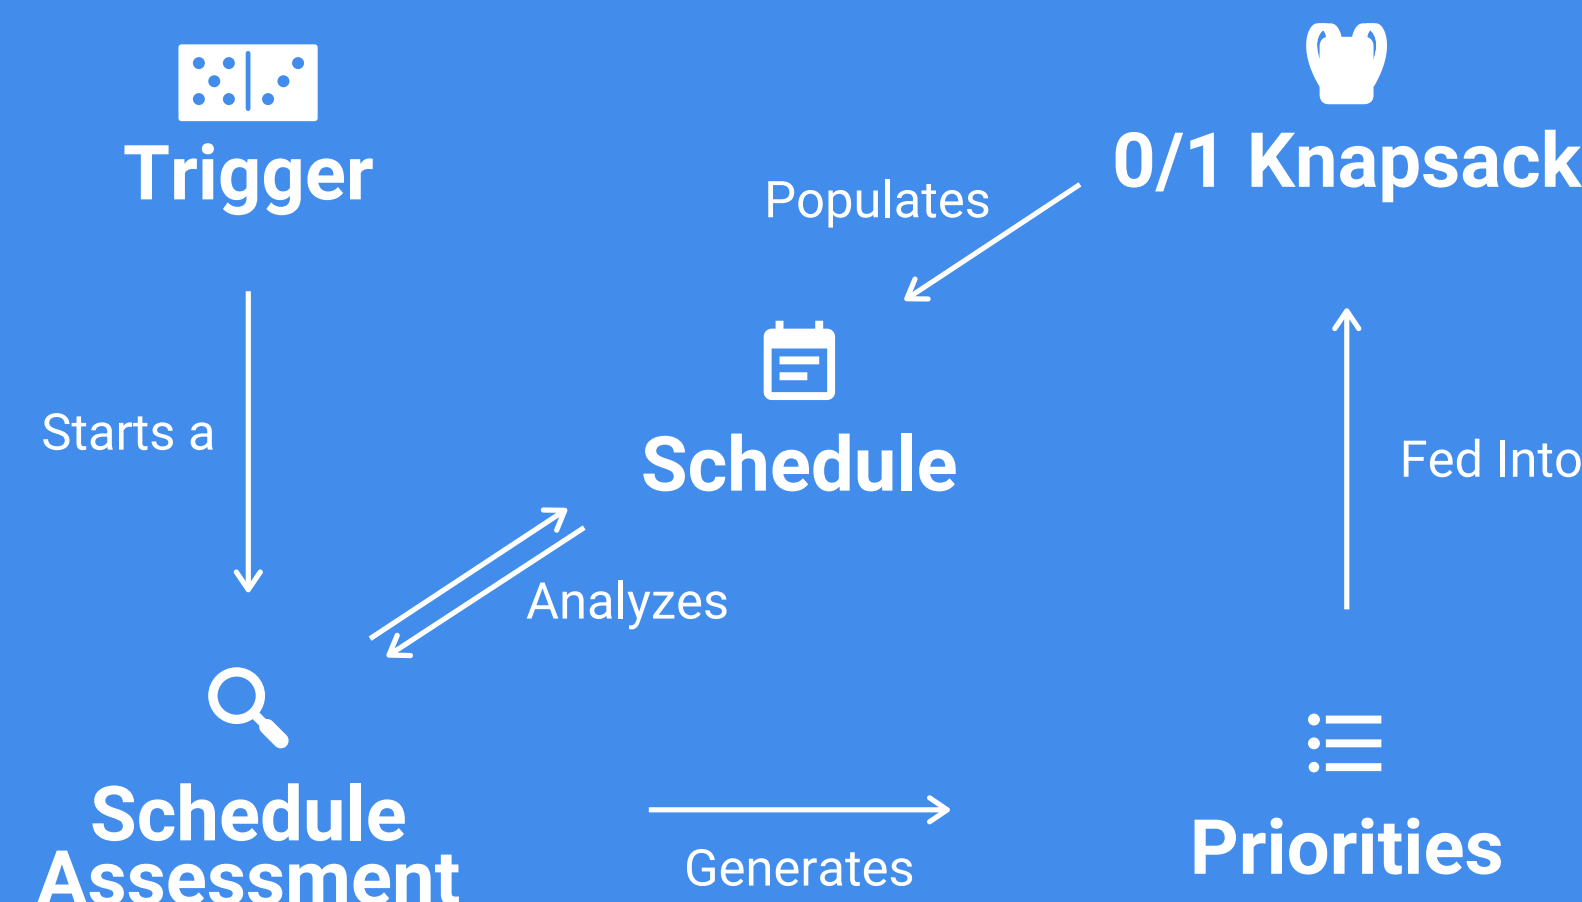 Trigger
0/1 Knapsack
Populates
Starts a
Schedule
Fed Into
Analyzes
Schedule
Assessment
Generates
Priorities